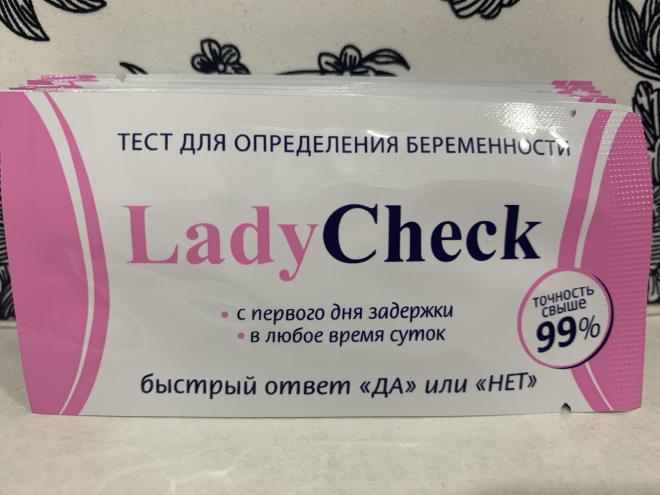 ТЕСТ ДЛЯ ОПРЕДЕЛЕНИЯ БЕРЕМЕННОСТИ
LadyCheck
• с первого дня задержки
• в любое время суток
точность
свыше
99%
быстрый ответ «ДА» или «НЕТ»